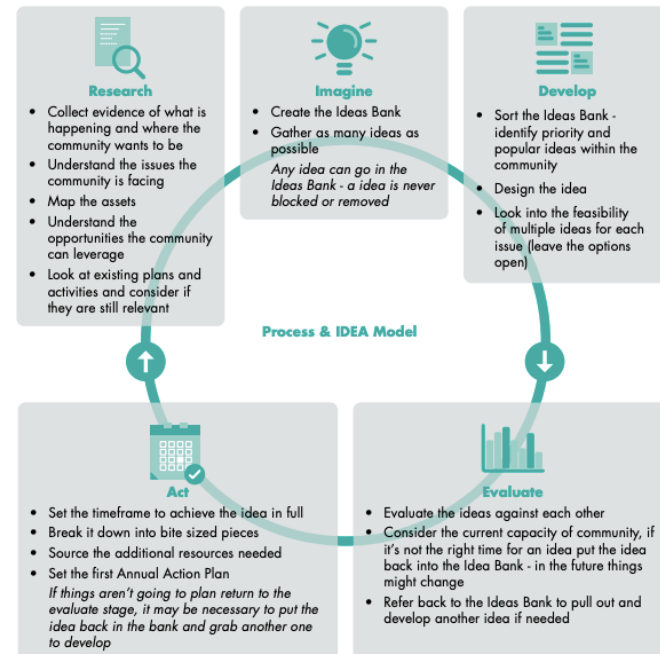 Research
• Collect evidence of what is
happening and where the
community wants to be
• Understand the issues the
community is facing
• Map the assets
• Understand the
opportunities the community
can leverage
• Look at existing plans and
activities and consider if
they are still relevant
Imagine
• Create the Ideas Bank
• Gather as many ideas as
possible
Any idea can go in the
Ideas Bank - a idea is never
blocked or removed
Develop
• Sort the Ideas Bank -
identify priority and
popular ideas within the
community
• Design the idea
• Look into the feasibility
of multiple ideas for each
issue (leave the options
open)
Process & IDEA Model
Act
• Set the timeframe to achieve the idea in full
• Break it down into bite sized pieces
• Source the additional resources needed
• Set the first Annual Action Plan
If things aren't going to plan return to the
evaluate stage, it may be necessary to put the
idea back in the bank and grab another one
to develop
Evaluate
• Evaluate the ideas against each other
• Consider the current capacity of community, if
it's not the right time for an idea put the idea
back into the Idea Bank - in the future things
might change
• Refer back to the Ideas Bank to pull out and
develop another idea if needed